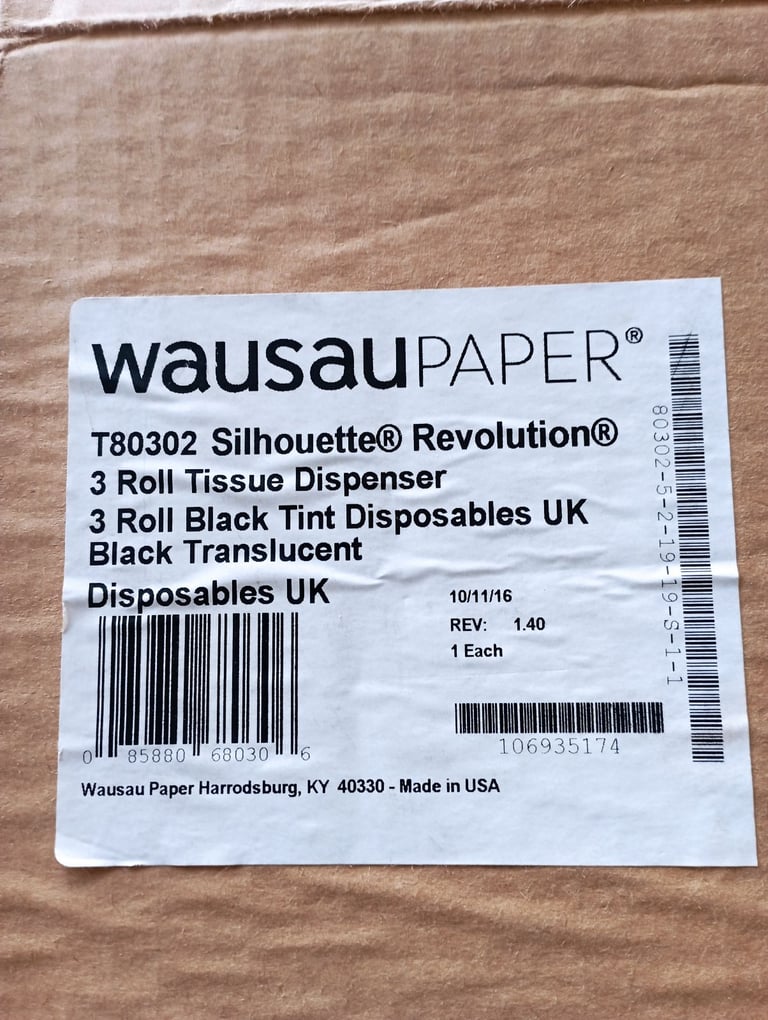 wausauPAPER®
T80302 Silhouette® Revolution®
3 Roll Tissue Dispenser
3 Roll Black Tint Disposables UK
Black Translucent
Disposables UK
10/11/16
REV: 1.40
1 Each
0 85880 68030 6
106935174
80302-5-2-19-19-S-1-1
Wausau Paper Harrodsburg, KY 40330 - Made in USA